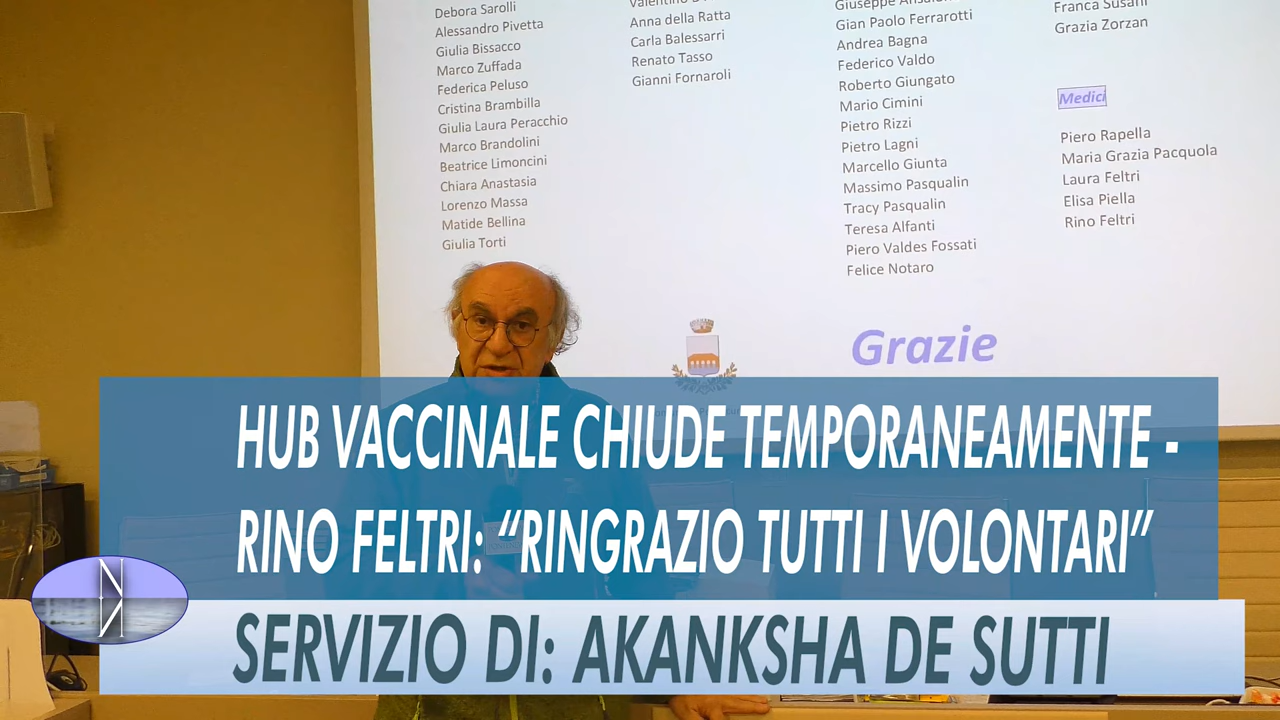 Debora Sarolli
Alessandro Pivetta
Giulia Bissacco
Marco Zuffada
Federica Peluso
Cristina Brambilla
Giulia Laura Peracchio
Marco Brandolini
Beatrice Limoncini
Chiara Anastasia
Lorenzo Massa
Matide Bellina
Giulia Torti
Valentino
Anna della Ratta
Carla Balessarri
Renato Tasso
Gianni Fornaroli
Giuseppe
Gian Paolo Ferrarotti
Andrea Bagna
Federico Valdo
Roberto Giungato
Mario Cimini
Pietro Rizzi
Pietro Lagni
Marcello Giunta
Massimo Pasqualin
Tracy Pasqualin
Teresa Alfanti
Piero Valdes Fossati
Felice Notaro
Franca Susani
Grazia Zorzan
Medici
Piero Rapella
Maria Grazia Pacquola
Laura Feltri
Elisa Piella
Rino Feltri
Grazie
HUB VACCINALE CHIUDE TEMPORANEAMENTE -
RINO FELTRI: “RINGRAZIO TUTTI I VOLONTARI”
SERVIZIO DI: AKANKSHA DE SUTTI